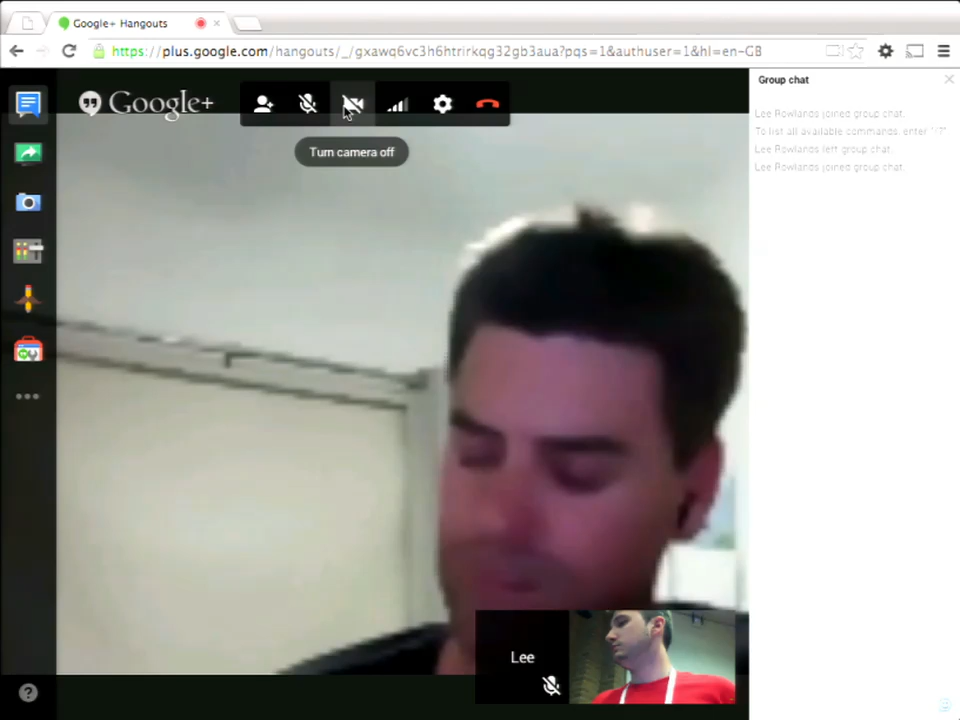 Google+ Hangouts
https://plus.google.com/hangouts/_/gxawq6vc3h6htrirkqg32gb3aua?pqs=1&authuser=1&hl=en-GB
Google+
Group chat
Turn camera off
Lee Rowlands joined group chat.
To list all available commands, enter "/?"
Lee Rowlands left group chat.
Lee Rowlands joined group chat.
Lee